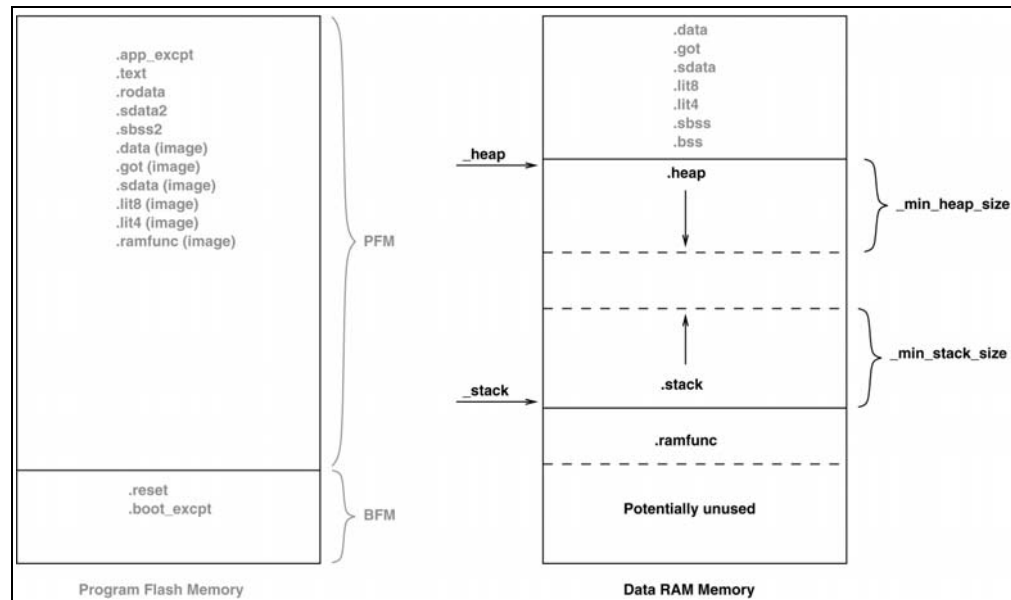 .app_excpt
.text
.rodata
.sdata2
.sbss2
.data (image)
.got (image)
.sdata (image)
.lit8 (image)
.lit4 (image)
.ramfunc (image)
PFM
.reset
.boot_excpt
BFM
Program Flash Memory
.data
.got
.sdata
.lit8
.lit4
.sbss
.bss
_heap
.heap
_min_heap_size
_min_stack_size
.stack
_stack
.ramfunc
Potentially unused
Data RAM Memory